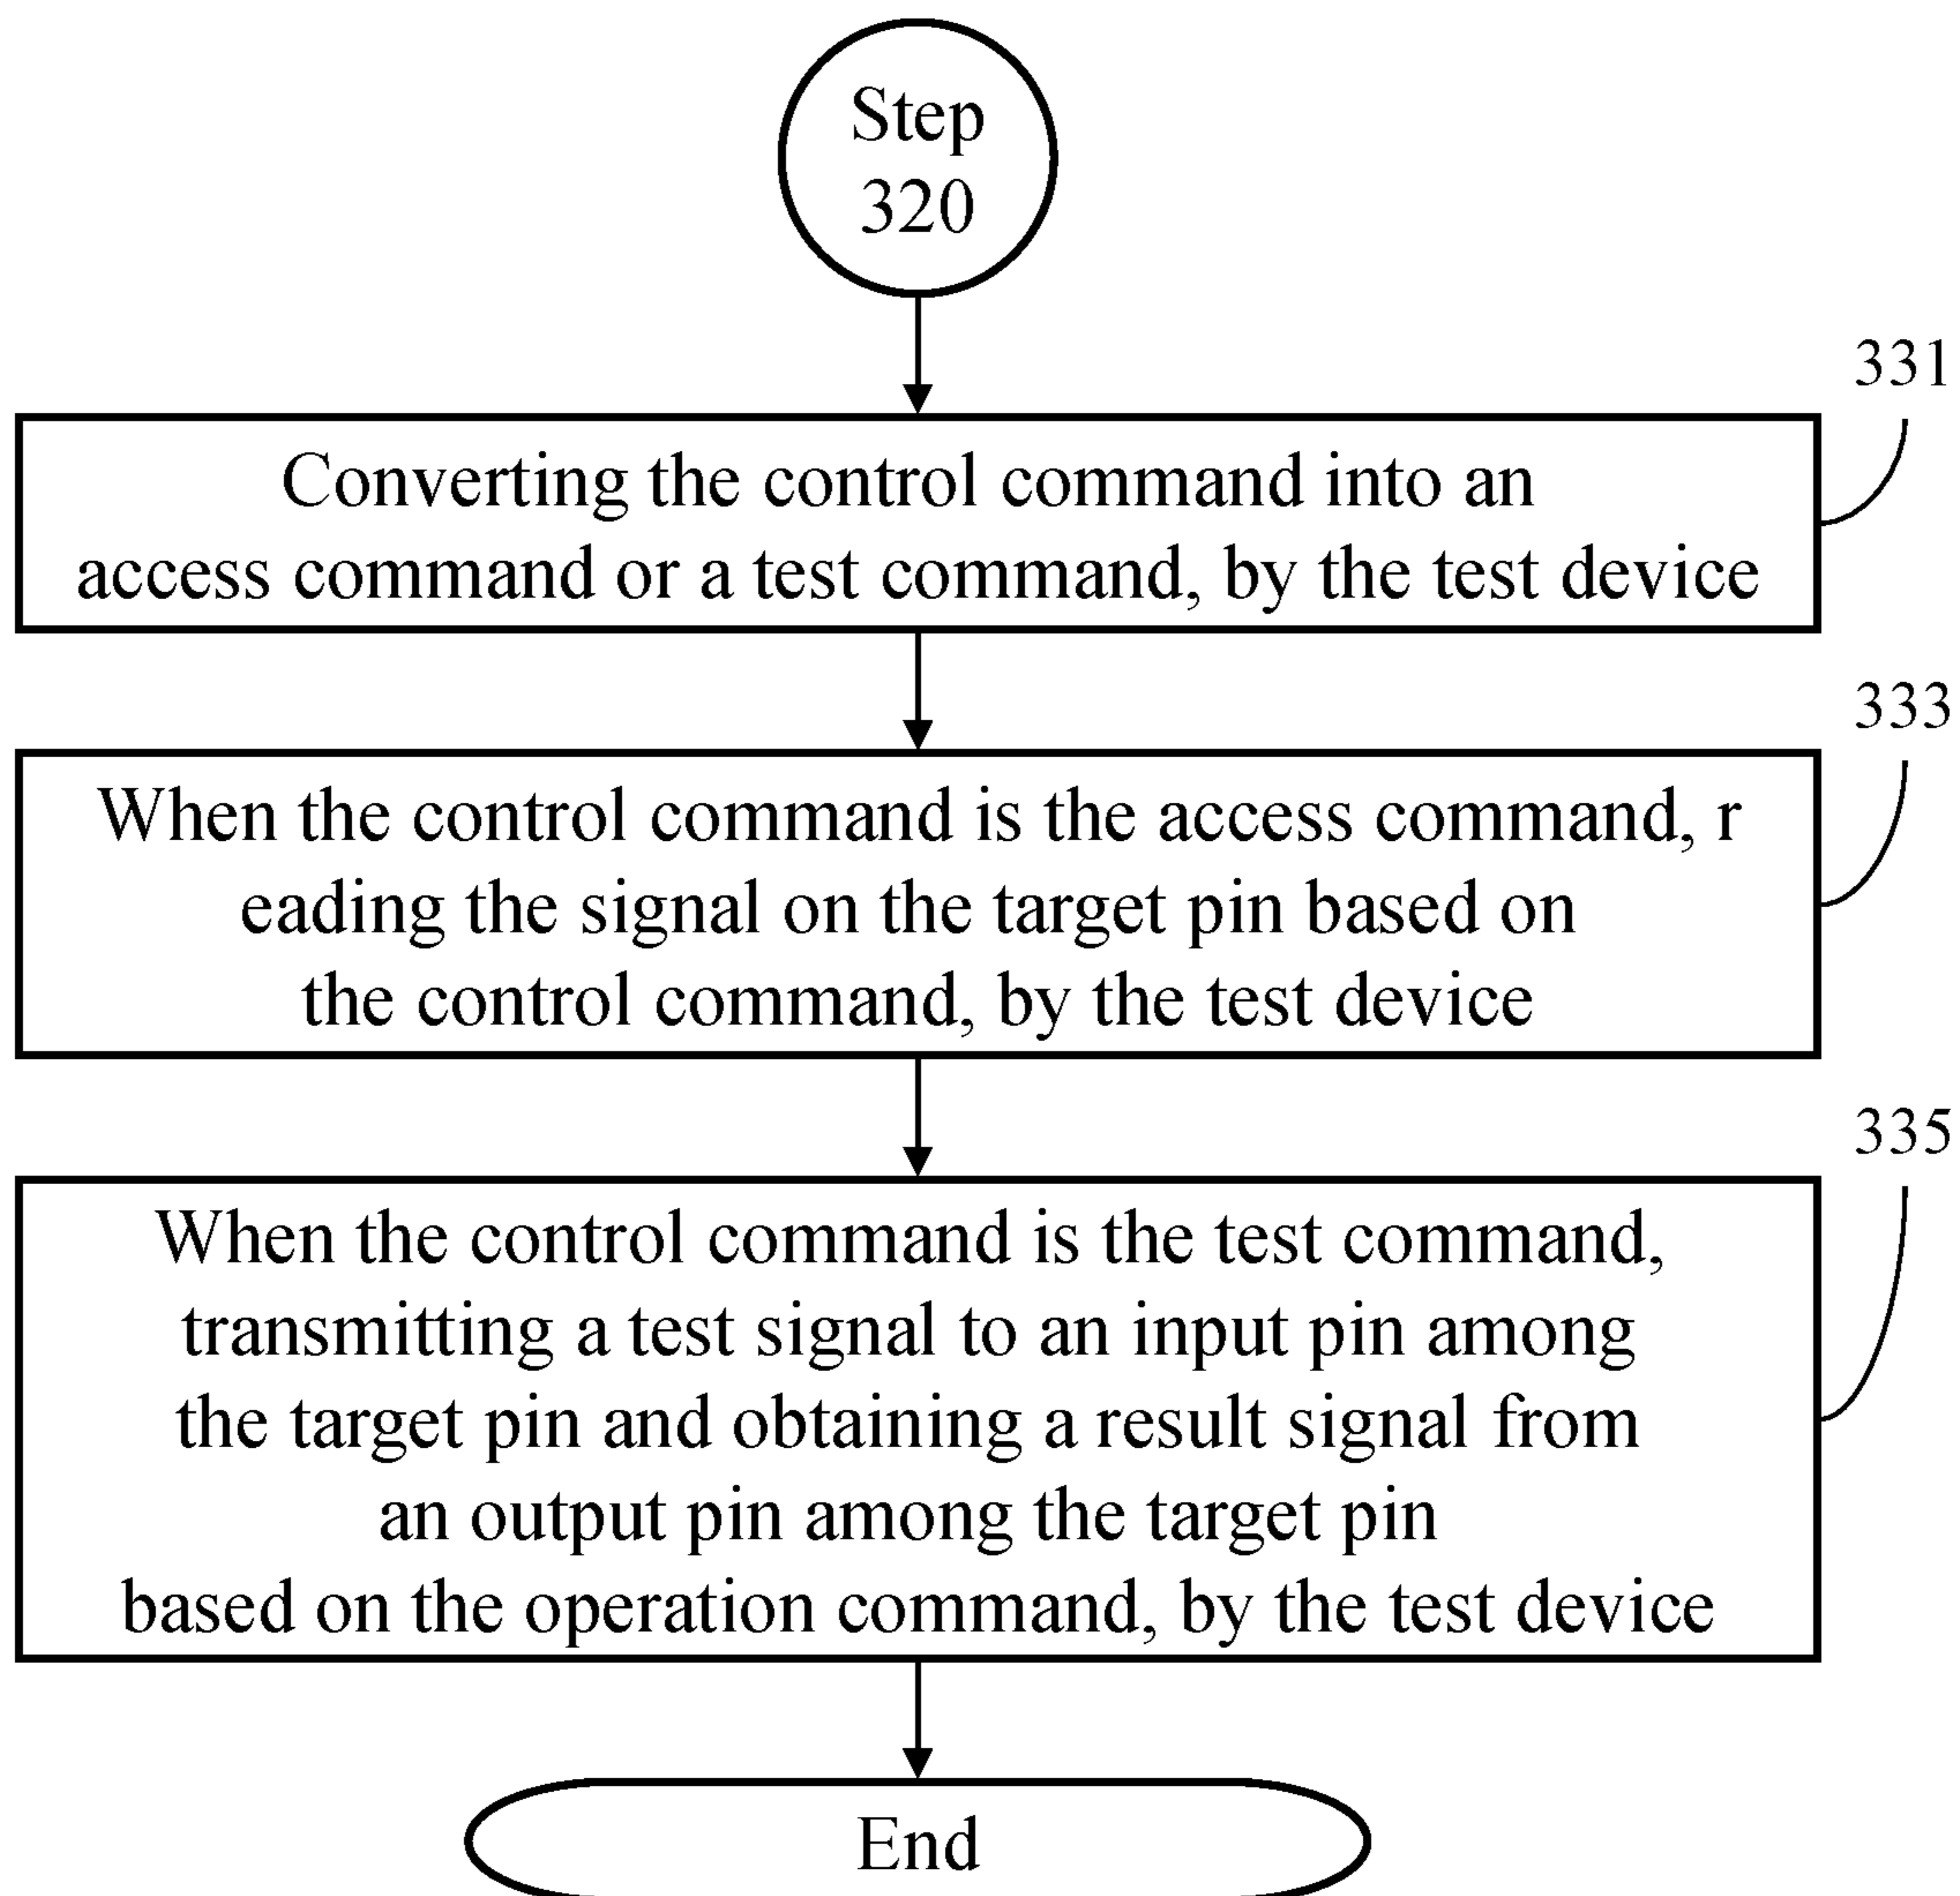 Step
320
331
Converting the control command into an
access command or a test command, by the test device
333
When the control command is the access command, r
eading the signal on the target pin based on
the control command, by the test device
335
When the control command is the test command,
transmitting a test signal to an input pin among
the target pin and obtaining a result signal from
an output pin among the target pin
based on the operation command, by the test device
End